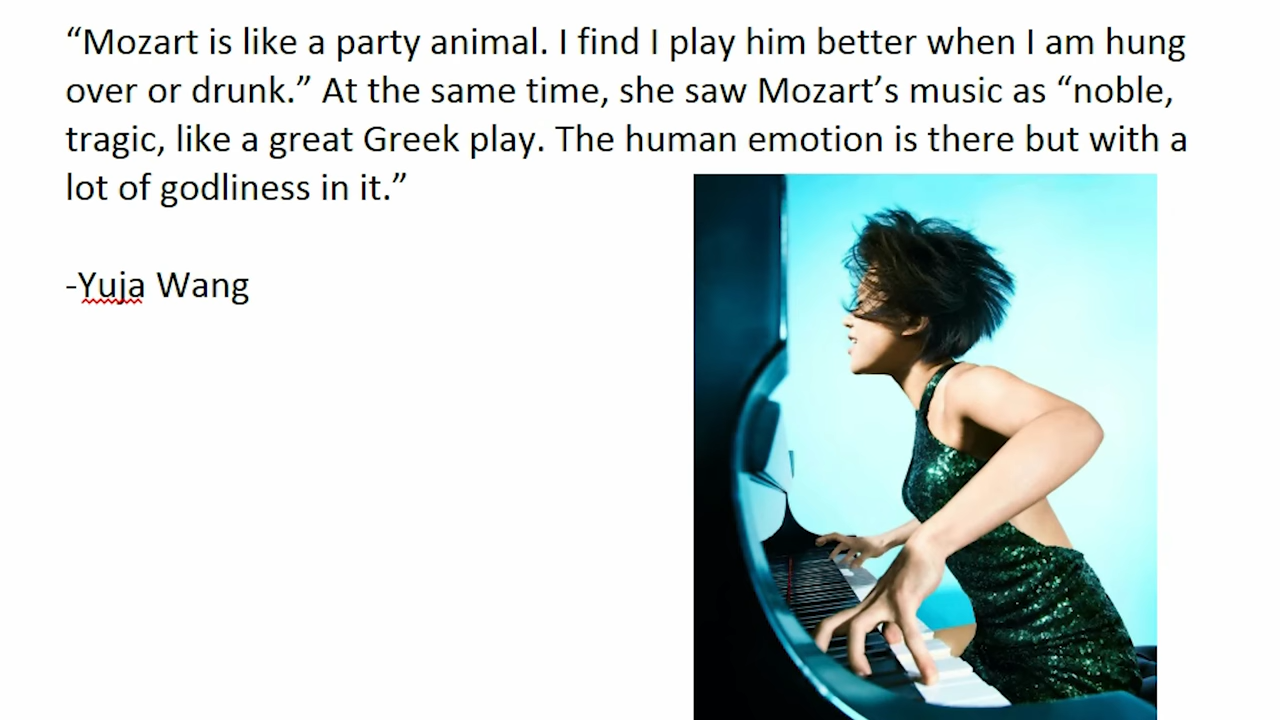 “Mozart is like a party animal. I find I play him better when I am hung
over or drunk.” At the same time, she saw Mozart’s music as “noble,
tragic, like a great Greek play. The human emotion is there but with a
lot of godliness in it.”
-Yuja Wang